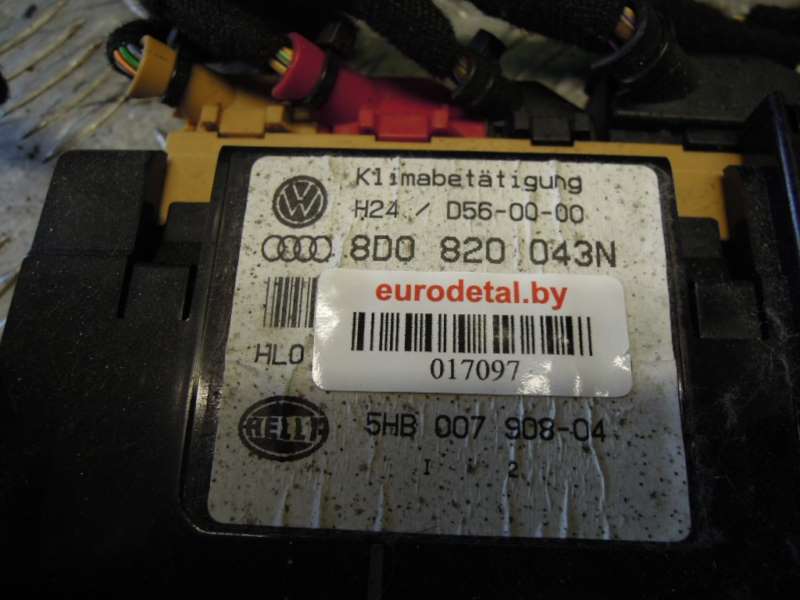 Klimabetätigung
H24 / D56-00-00
8D0 820 043N
eurodetal.by
HLO
017097
HELLA
5HB 007 908-04
I 2